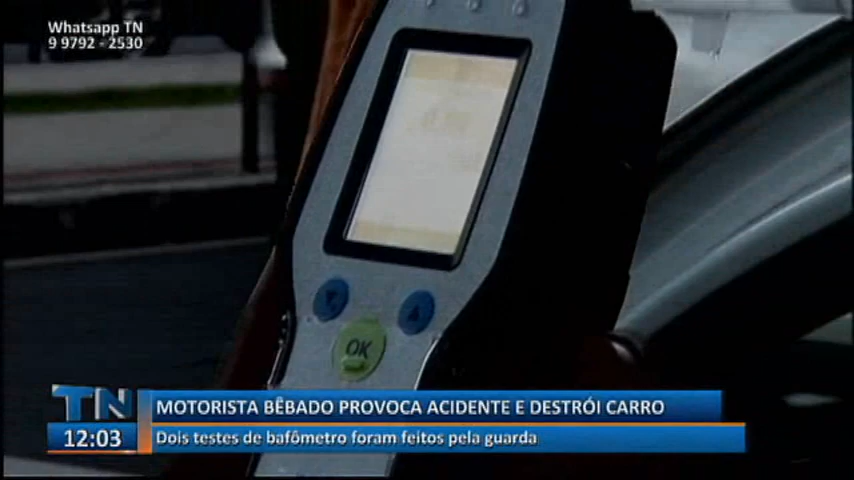 Whatsapp TN
9 9792 - 2530
OK
TN
MOTORISTA BÊBADO PROVOCA ACIDENTE E DESTRÓI CARRO
12:03
Dois testes de bafômetro foram feitos pela guarda